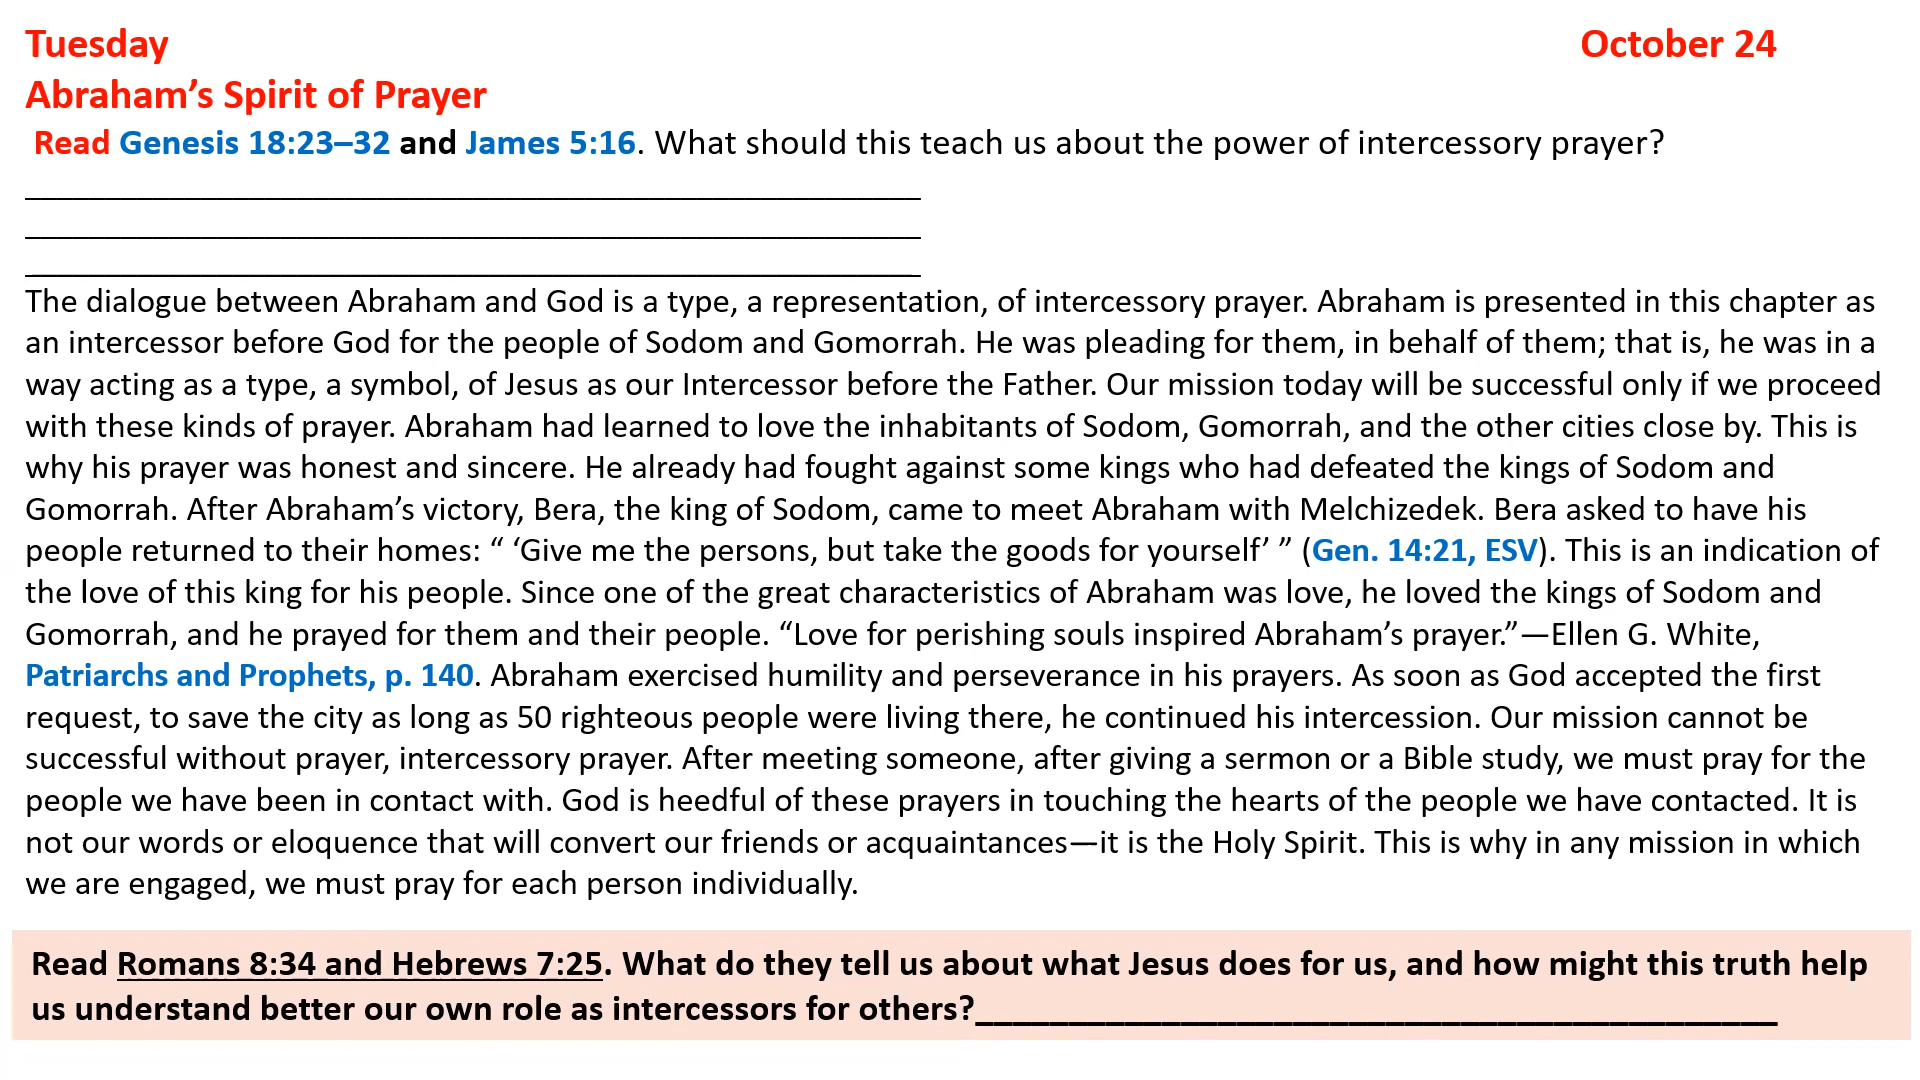 Tuesday October 24
Abraham’s Spirit of Prayer
Read Genesis 18:23–32 and James 5:16. What should this teach us about the power of intercessory prayer?
________________________________________________________
________________________________________________________
________________________________________________________
The dialogue between Abraham and God is a type, a representation, of intercessory prayer. Abraham is presented in this chapter as
an intercessor before God for the people of Sodom and Gomorrah. He was pleading for them, in behalf of them; that is, he was in a
way acting as a type, a symbol, of Jesus as our Intercessor before the Father. Our mission today will be successful only if we proceed
with these kinds of prayer. Abraham had learned to love the inhabitants of Sodom, Gomorrah, and the other cities close by. This is
why his prayer was honest and sincere. He already had fought against some kings who had defeated the kings of Sodom and
Gomorrah. After Abraham’s victory, Bera, the king of Sodom, came to meet Abraham with Melchizedek. Bera asked to have his
people returned to their homes: “ ‘Give me the persons, but take the goods for yourself’ ” (Gen. 14:21, ESV). This is an indication of
the love of this king for his people. Since one of the great characteristics of Abraham was love, he loved the kings of Sodom and
Gomorrah, and he prayed for them and their people. “Love for perishing souls inspired Abraham’s prayer.”—Ellen G. White,
Patriarchs and Prophets, p. 140. Abraham exercised humility and perseverance in his prayers. As soon as God accepted the first
request, to save the city as long as 50 righteous people were living there, he continued his intercession. Our mission cannot be
successful without prayer, intercessory prayer. After meeting someone, after giving a sermon or a Bible study, we must pray for the
people we have been in contact with. God is heedful of these prayers in touching the hearts of the people we have contacted. It is
not our words or eloquence that will convert our friends or acquaintances—it is the Holy Spirit. This is why in any mission in which
we are engaged, we must pray for each person individually.
Read Romans 8:34 and Hebrews 7:25. What do they tell us about what Jesus does for us, and how might this truth help
us understand better our own role as intercessors for others?____________________________________________